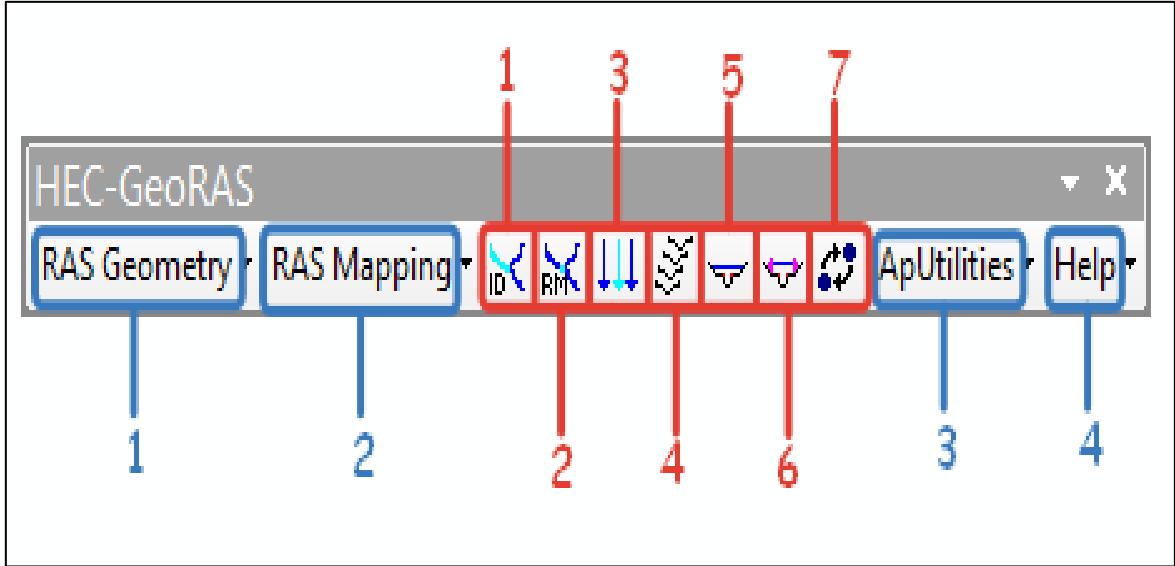 1 3 5 7
HEC-GeoRAS
RAS Geometry RAS Mapping ID RM ApUtilities Help
1 2 2 4 6 3 4